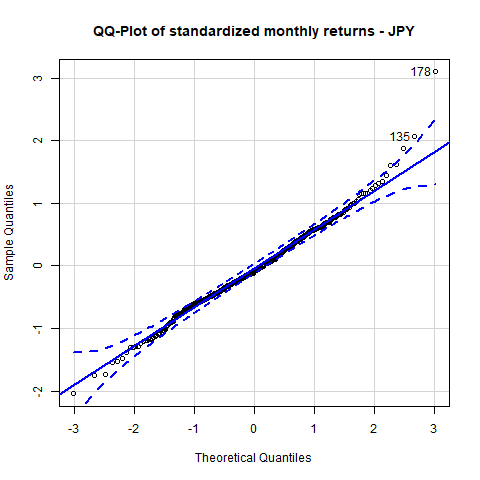 QQ-Plot of standardized monthly returns - JPY
178
135
3
2
1
0
-1
-2
Sample Quantiles
-3 -2 -1 0 1 2 3
Theoretical Quantiles